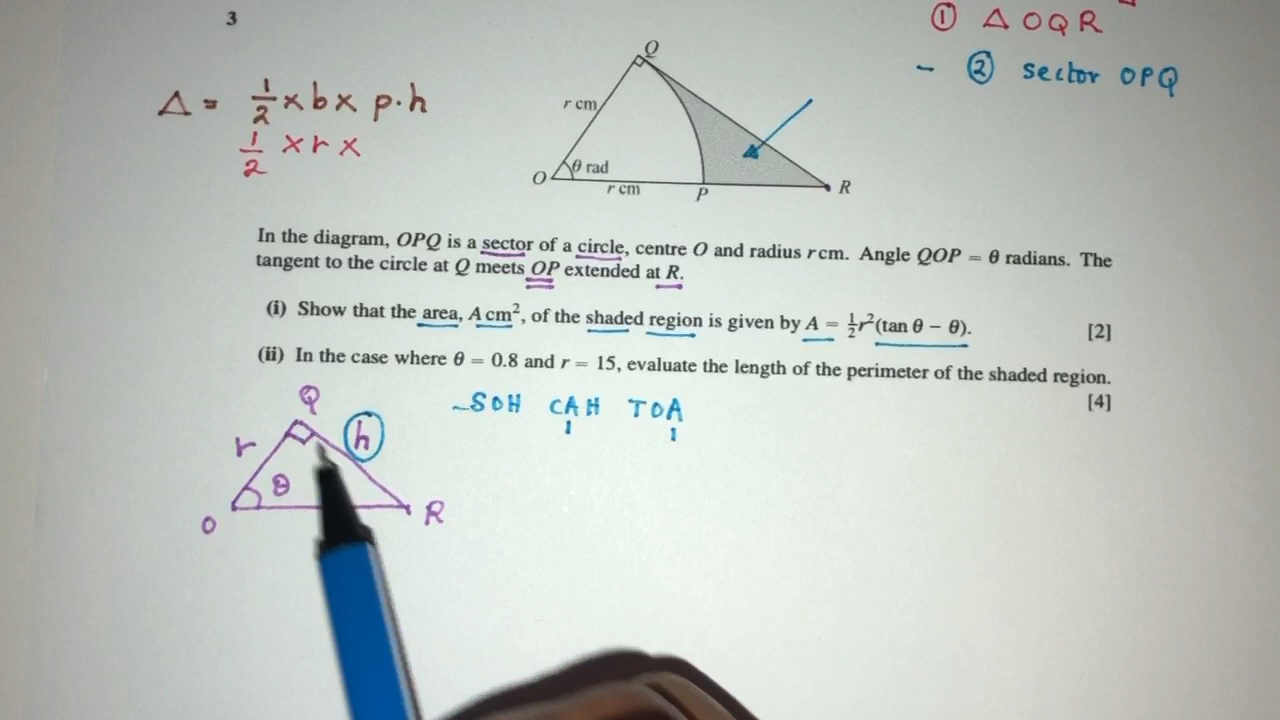 3
① Δ OQR
- ② sector OPQ
Δ = 1/2 x b x p.h
1/2 x r x
Q
r cm
θ rad
O
r cm
P
R
In the diagram, OPQ is a sector of a circle, centre O and radius r cm. Angle QOP = θ radians. The
tangent to the circle at Q meets OP extended at R.
(i) Show that the area, A cm², of the shaded region is given by A = ½r²(tan θ − θ). [2]
(ii) In the case where θ = 0.8 and r = 15, evaluate the length of the perimeter of the shaded region.
[4]
SOH CAH TOA
Q
r
h
θ
O
R